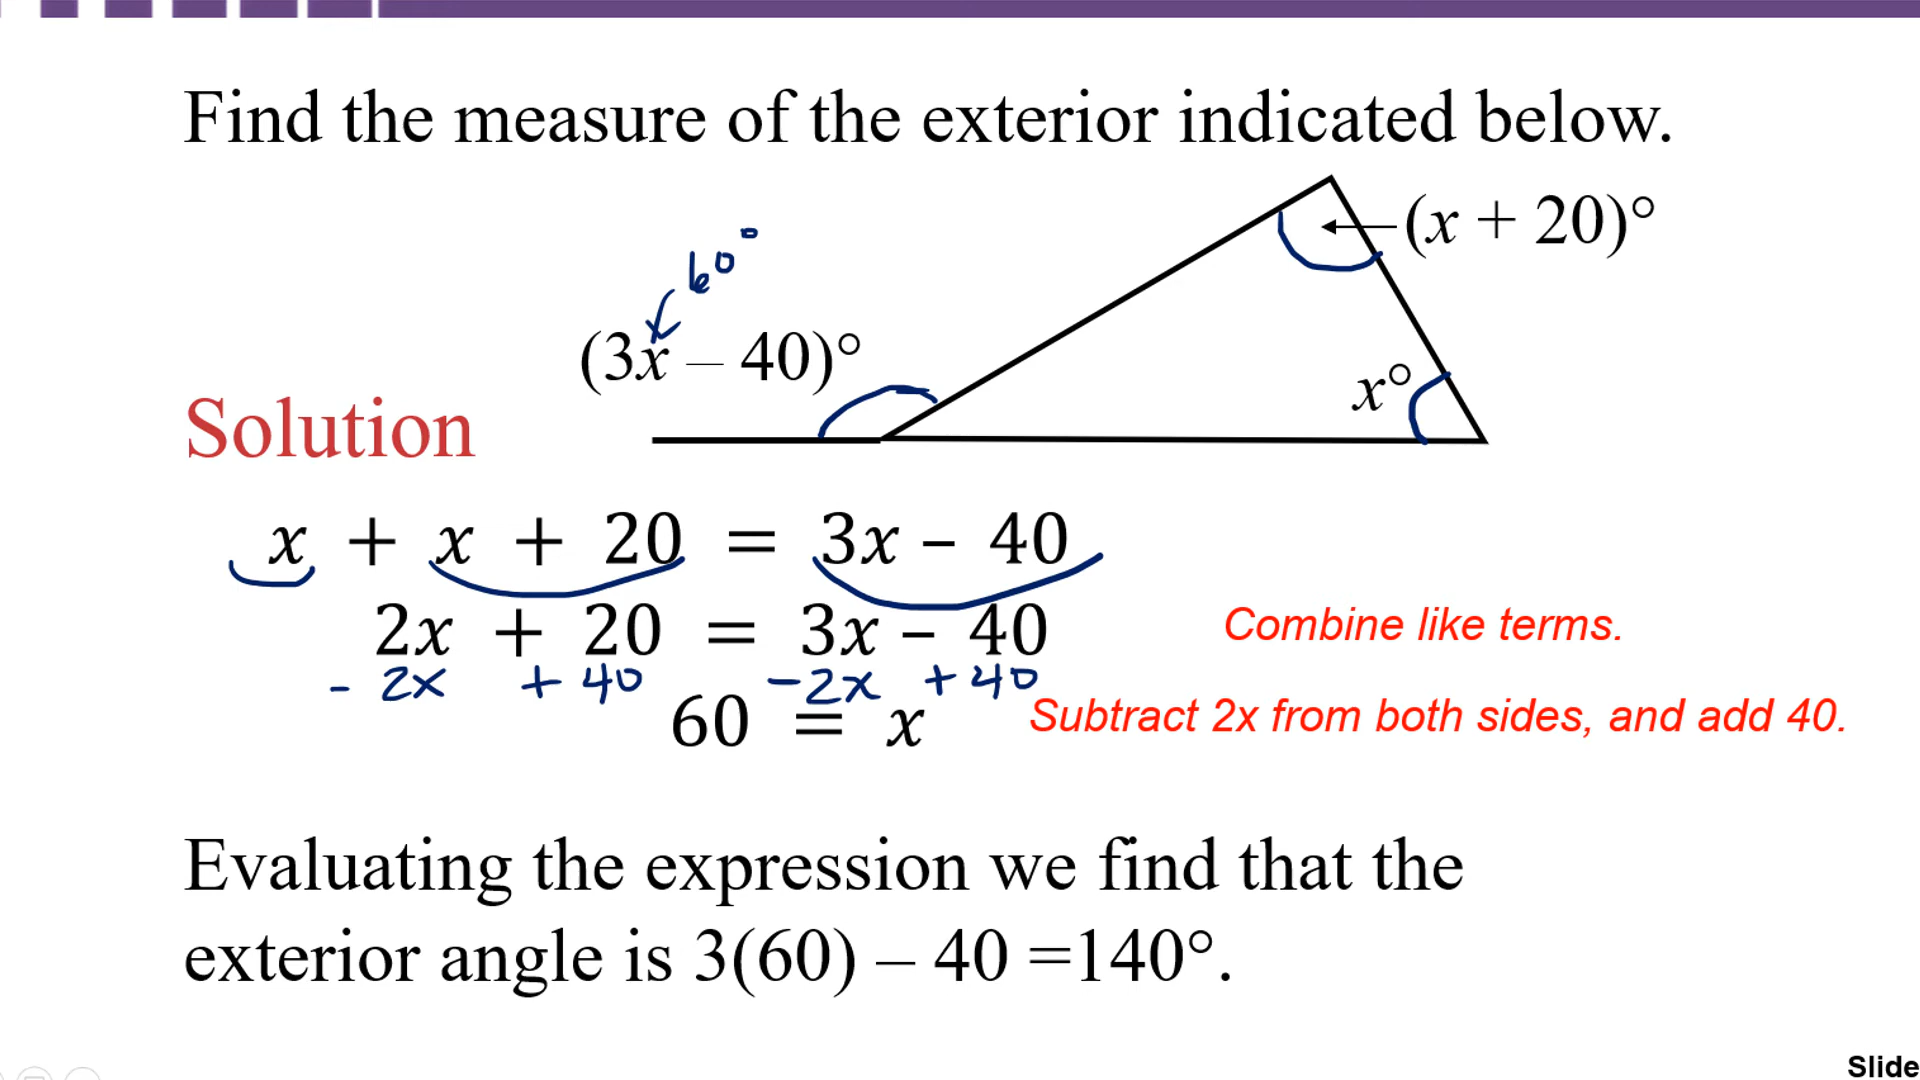 Find the measure of the exterior indicated below.
(x + 20)°
60°
(3x – 40)°
x°
Solution
x + x + 20 = 3x – 40
2x + 20 = 3x – 40
Combine like terms.
- 2x + 40 - 2x + 40
60 = x
Subtract 2x from both sides, and add 40.
Evaluating the expression we find that the
exterior angle is 3(60) – 40 =140°.
Slide